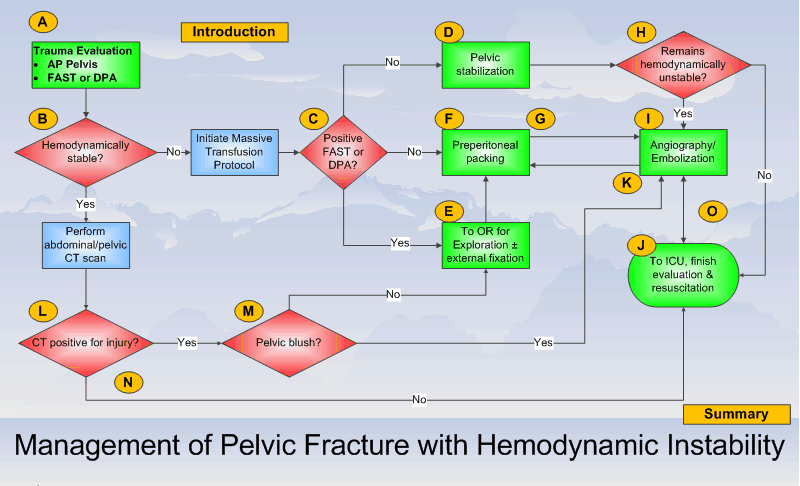 A
Introduction
Trauma Evaluation
• AP Pelvis
• FAST or DPA
D
Pelvic
stabilization
H
Remains
hemodynamically
unstable?
No
Yes
No
B
Hemodynamically
stable?
No
Initiate Massive
Transfusion
Protocol
C
Positive
FAST or
DPA?
No
F
Preperitoneal
packing
G
I
Angiography/
Embolization
K
O
Yes
Perform
abdominal/pelvic
CT scan
Yes
E
To OR for
Exploration ±
external fixation
J
To ICU, finish
evaluation &
resuscitation
L
CT positive for injury?
Yes
M
Pelvic blush?
No
Yes
N
No
Summary
Management of Pelvic Fracture with Hemodynamic Instability